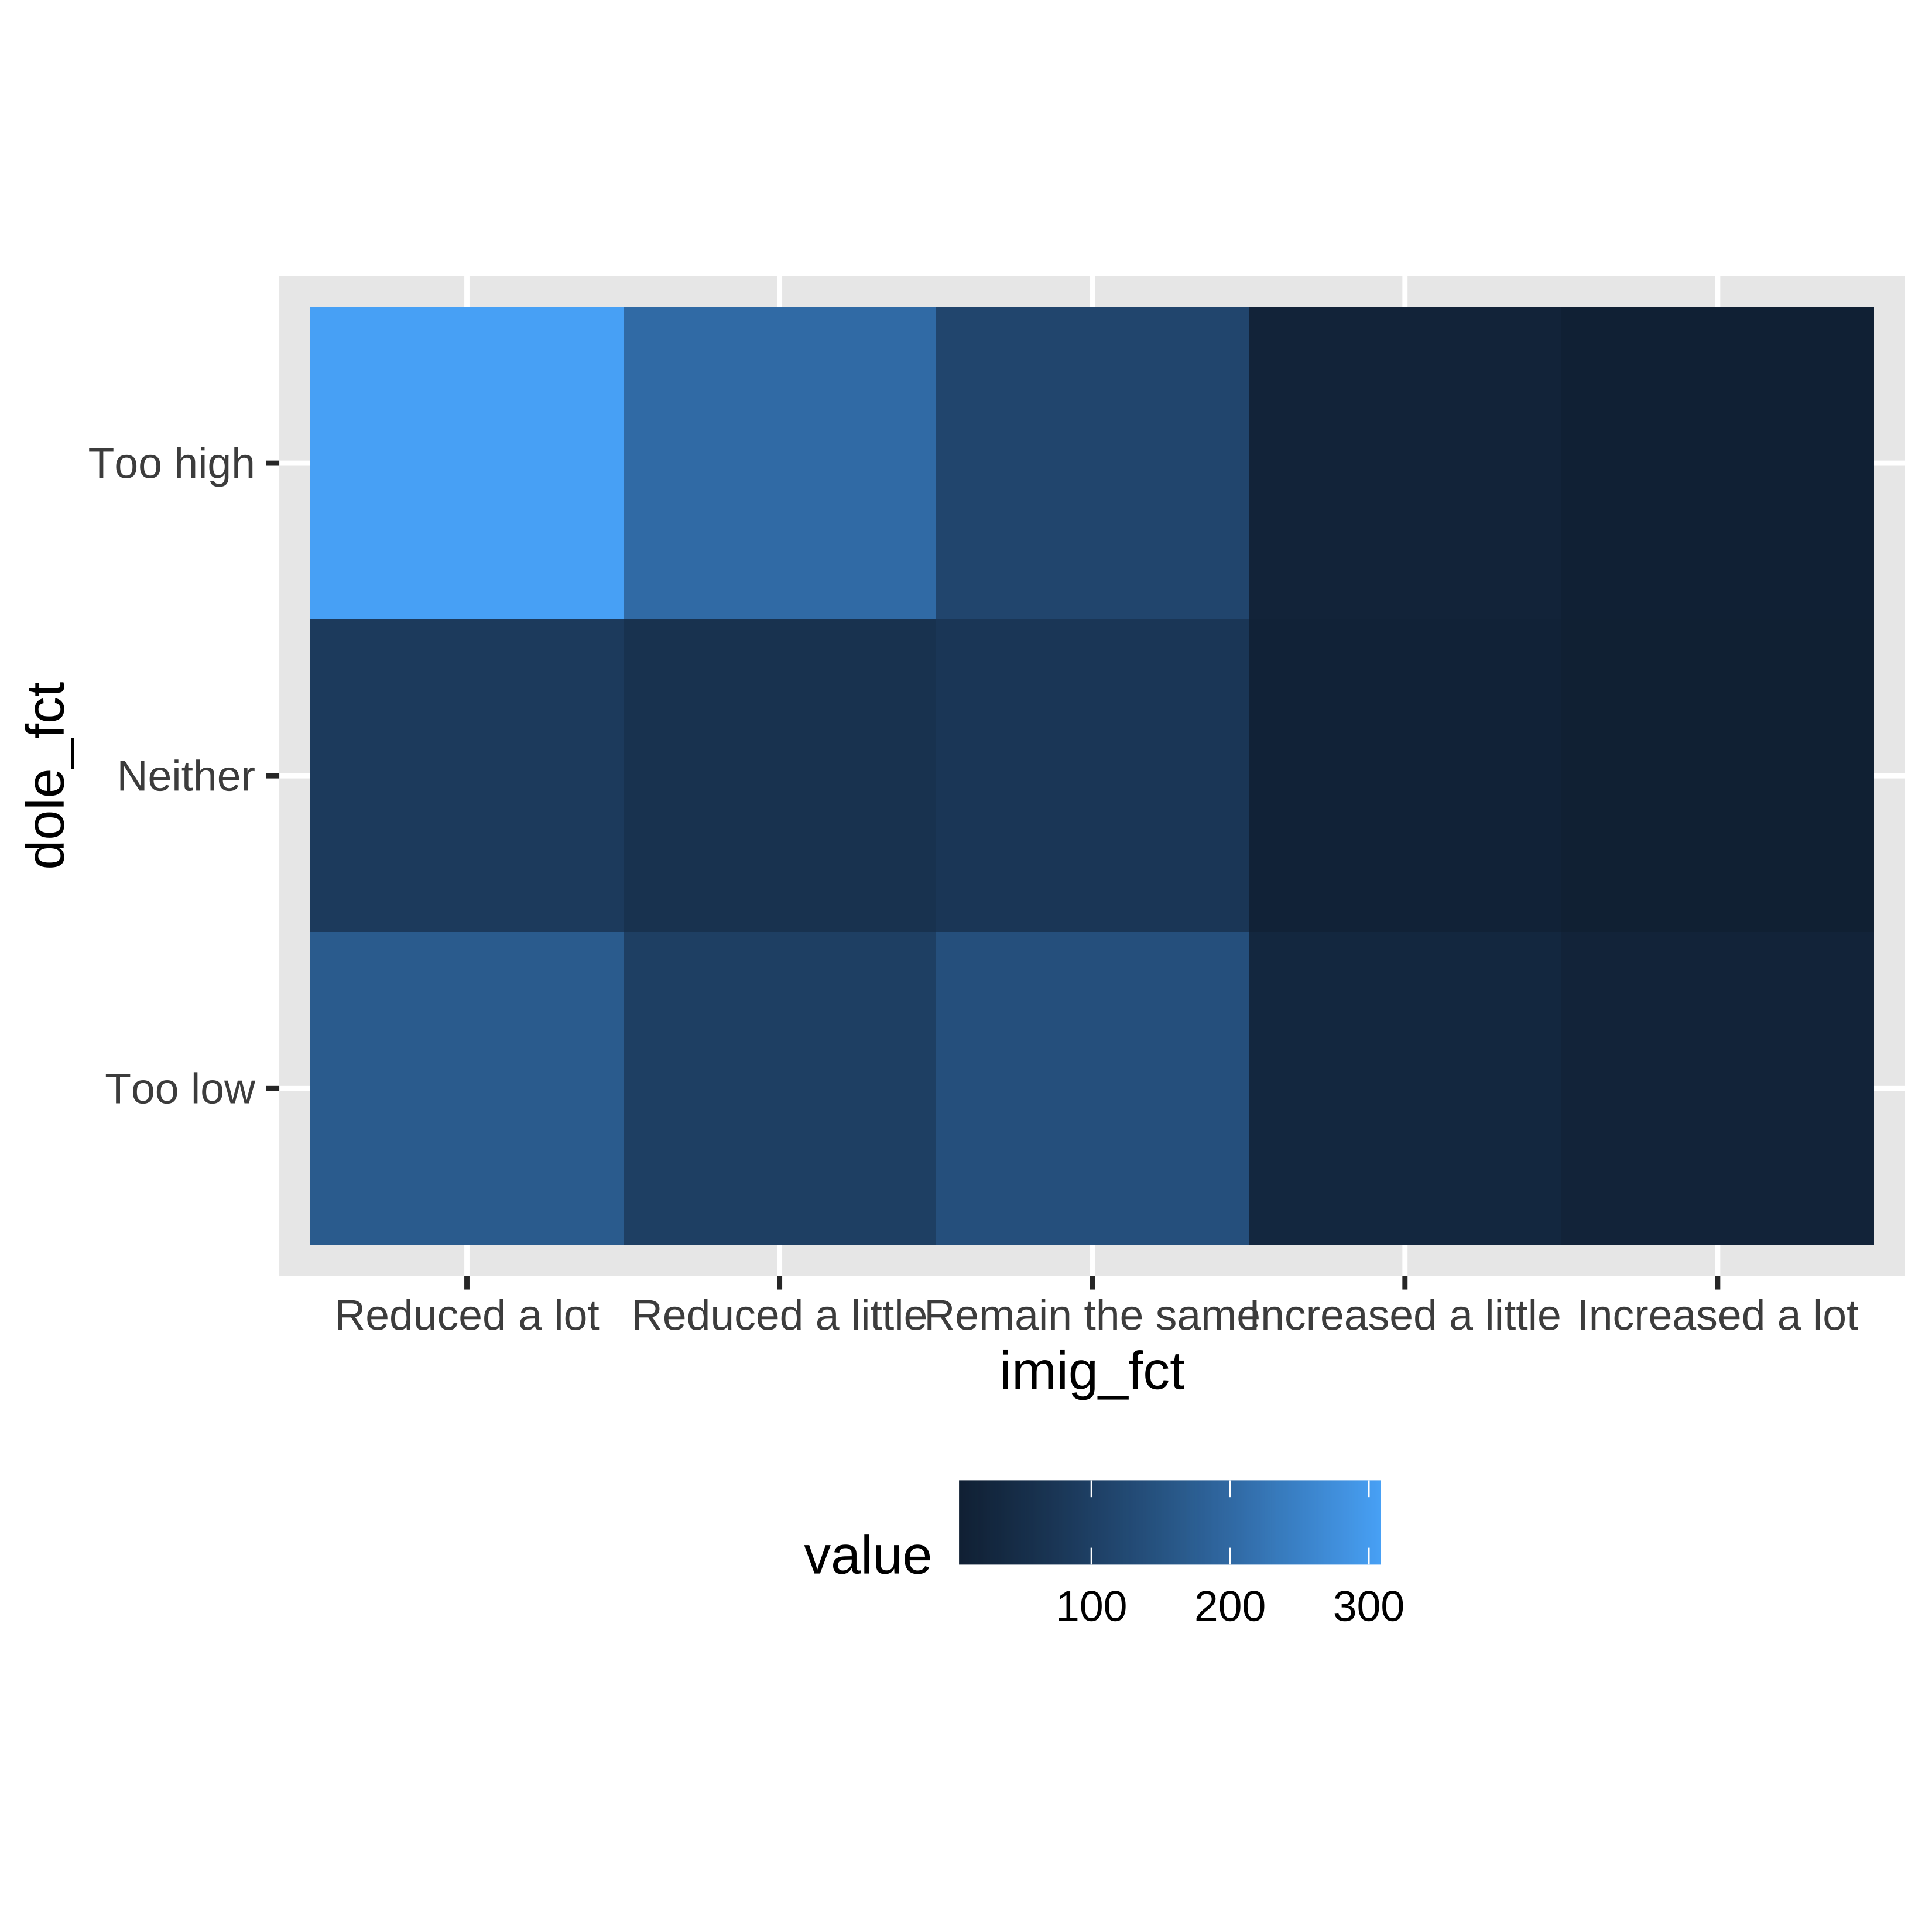 dole_fct
Too high
Neither
Too low
Reduced a lot
Reduced a little
Remain the same
Increased a little
Increased a lot
imig_fct
value
100
200
300